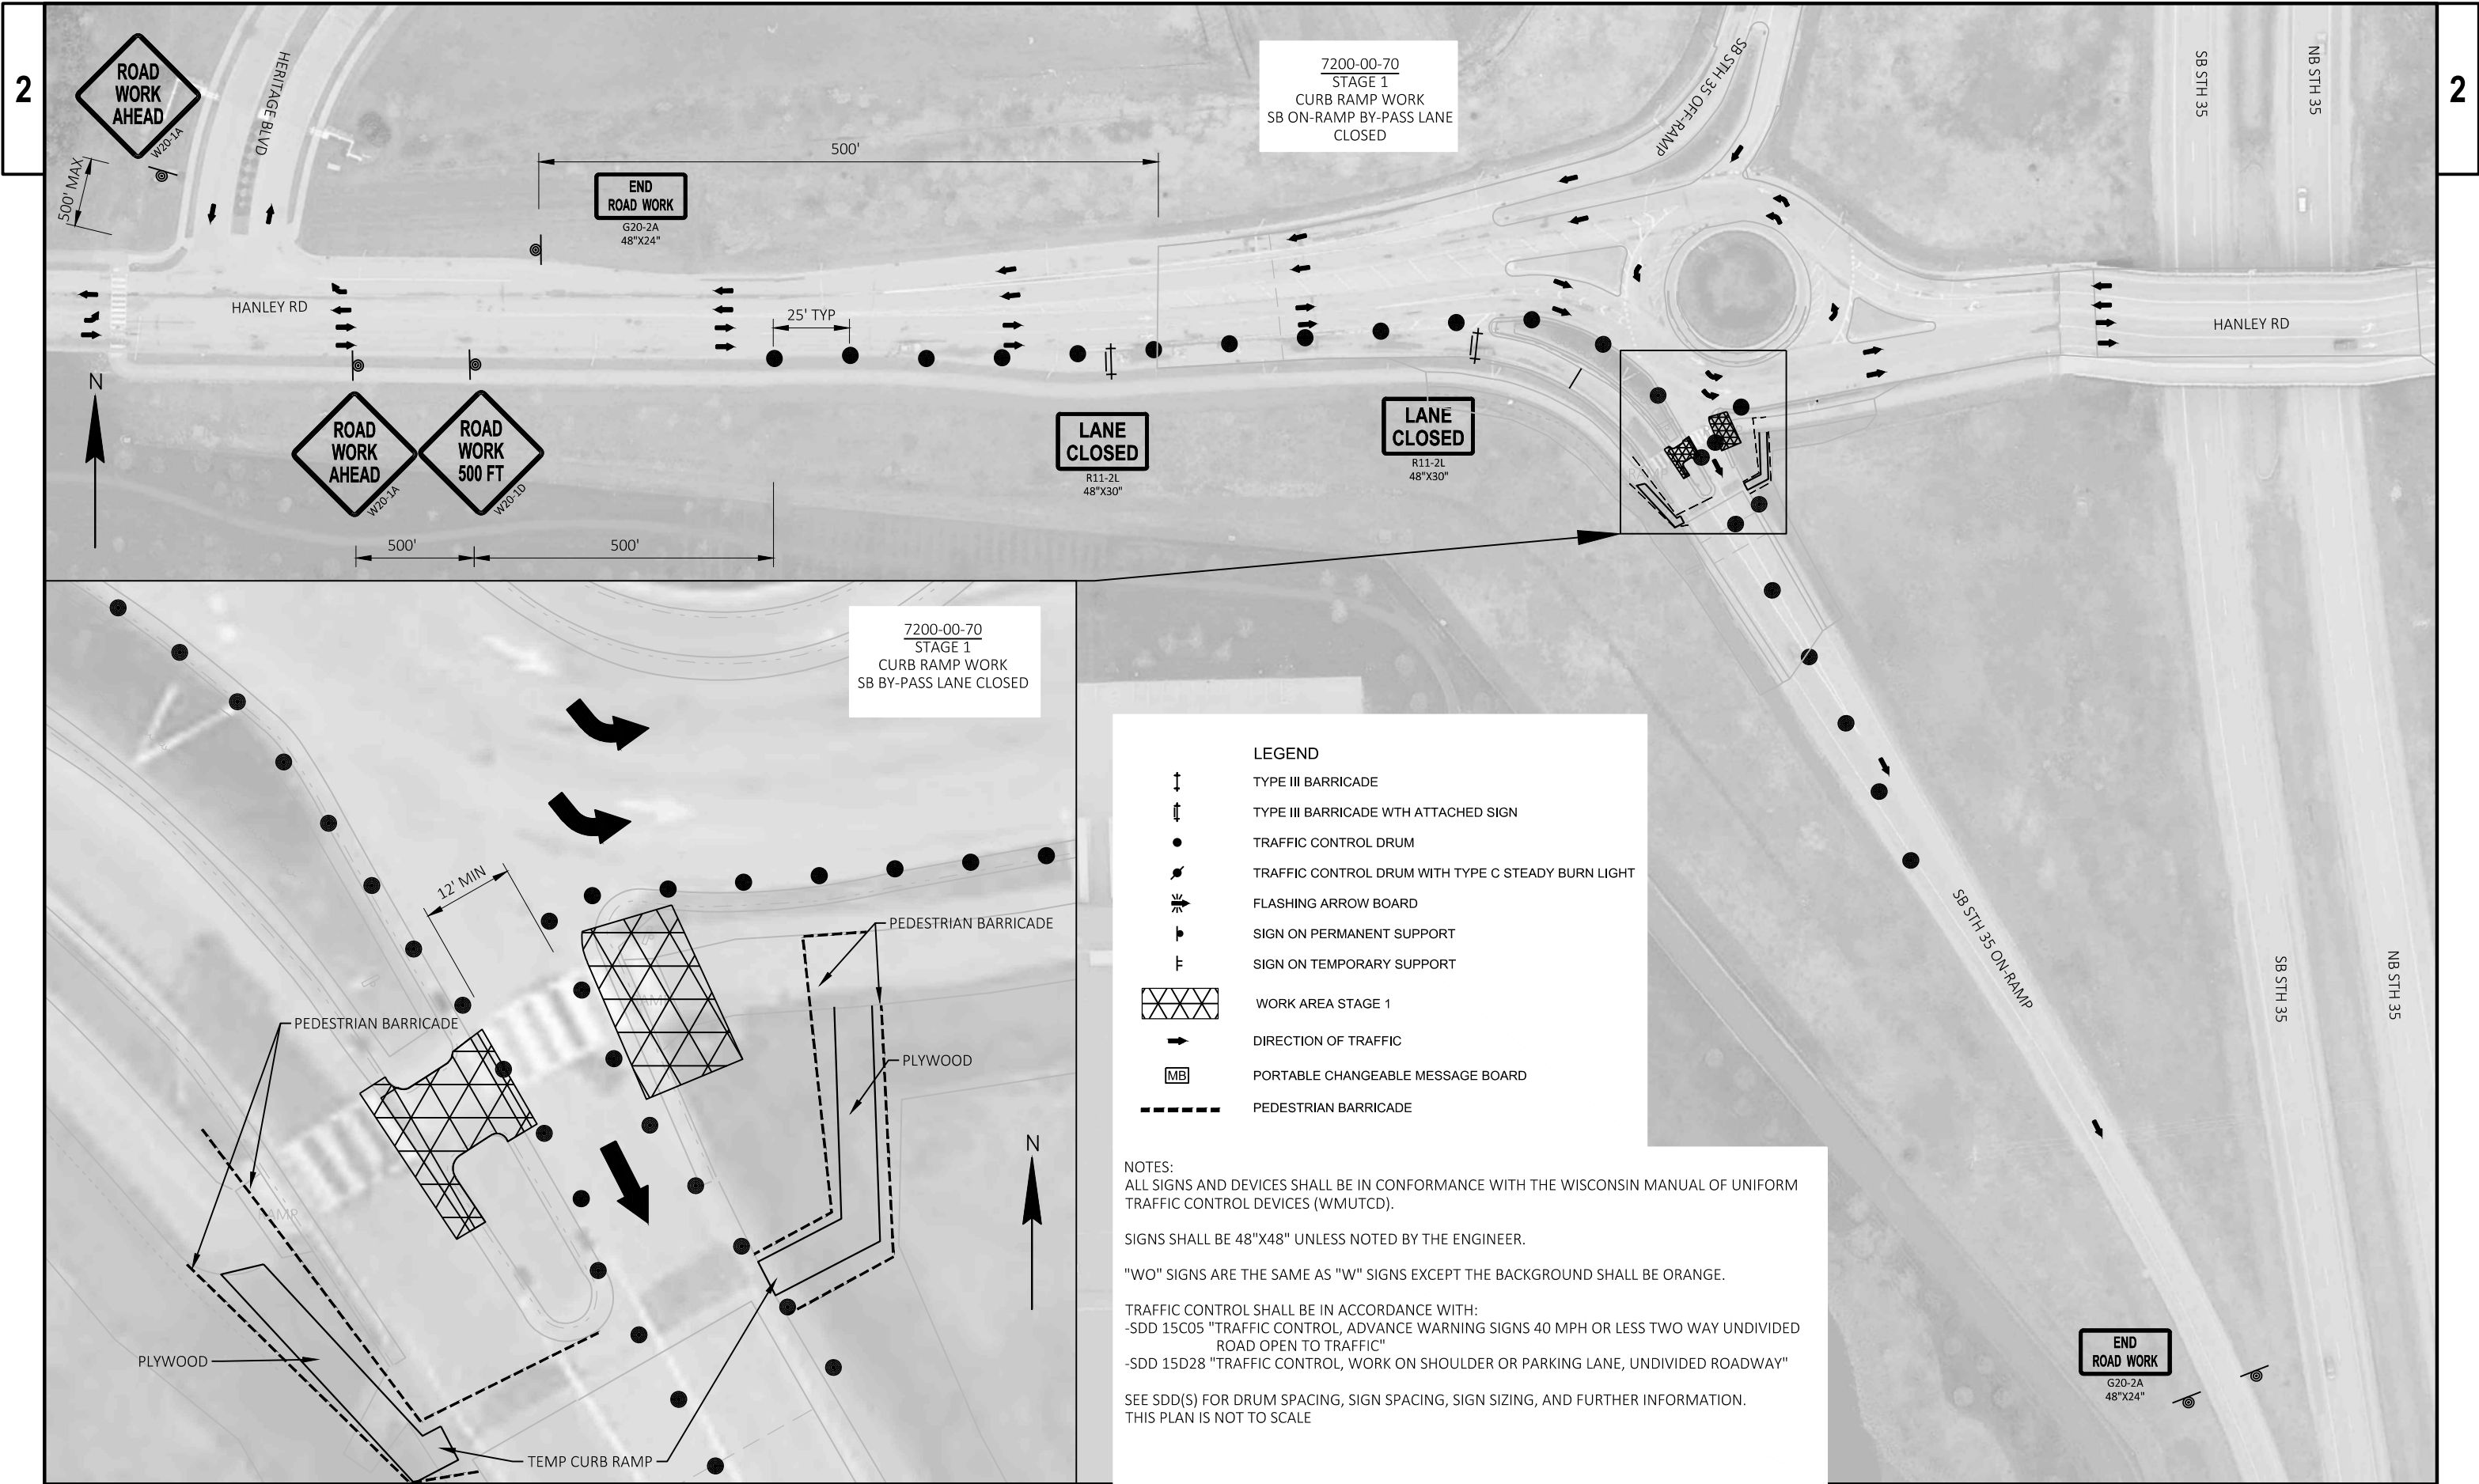 2
2
ROAD
WORK
AHEAD
W20-1A
500' MAX
HERITAGE BLVD
500'
END
ROAD WORK
G20-2A
48"X24"
7200-00-70
STAGE 1
CURB RAMP WORK
SB ON-RAMP BY-PASS LANE
CLOSED
SB STH 35 OFF-RAMP
SB STH 35
NB STH 35
HANLEY RD
25' TYP
HANLEY RD
N
ROAD
WORK
AHEAD
W20-1A
ROAD
WORK
500 FT
W20-1D
500'
500'
LANE
CLOSED
R11-2L
48"X30"
LANE
CLOSED
R11-2L
48"X30"
RAMP
7200-00-70
STAGE 1
CURB RAMP WORK
SB BY-PASS LANE CLOSED
12' MIN
PEDESTRIAN BARRICADE
PEDESTRIAN BARRICADE
PLYWOOD
RAMP
RAMP
N
PLYWOOD
TEMP CURB RAMP
LEGEND
TYPE III BARRICADE
TYPE III BARRICADE WTH ATTACHED SIGN
TRAFFIC CONTROL DRUM
TRAFFIC CONTROL DRUM WITH TYPE C STEADY BURN LIGHT
FLASHING ARROW BOARD
SIGN ON PERMANENT SUPPORT
SIGN ON TEMPORARY SUPPORT
WORK AREA STAGE 1
DIRECTION OF TRAFFIC
MB PORTABLE CHANGEABLE MESSAGE BOARD
PEDESTRIAN BARRICADE
NOTES:
ALL SIGNS AND DEVICES SHALL BE IN CONFORMANCE WITH THE WISCONSIN MANUAL OF UNIFORM
TRAFFIC CONTROL DEVICES (WMUTCD).
SIGNS SHALL BE 48"X48" UNLESS NOTED BY THE ENGINEER.
"WO" SIGNS ARE THE SAME AS "W" SIGNS EXCEPT THE BACKGROUND SHALL BE ORANGE.
TRAFFIC CONTROL SHALL BE IN ACCORDANCE WITH:
-SDD 15C05 "TRAFFIC CONTROL, ADVANCE WARNING SIGNS 40 MPH OR LESS TWO WAY UNDIVIDED
ROAD OPEN TO TRAFFIC"
-SDD 15D28 "TRAFFIC CONTROL, WORK ON SHOULDER OR PARKING LANE, UNDIVIDED ROADWAY"
SEE SDD(S) FOR DRUM SPACING, SIGN SPACING, SIGN SIZING, AND FURTHER INFORMATION.
THIS PLAN IS NOT TO SCALE
SB STH 35 ON-RAMP
SB STH 35
NB STH 35
END
ROAD WORK
G20-2A
48"X24"